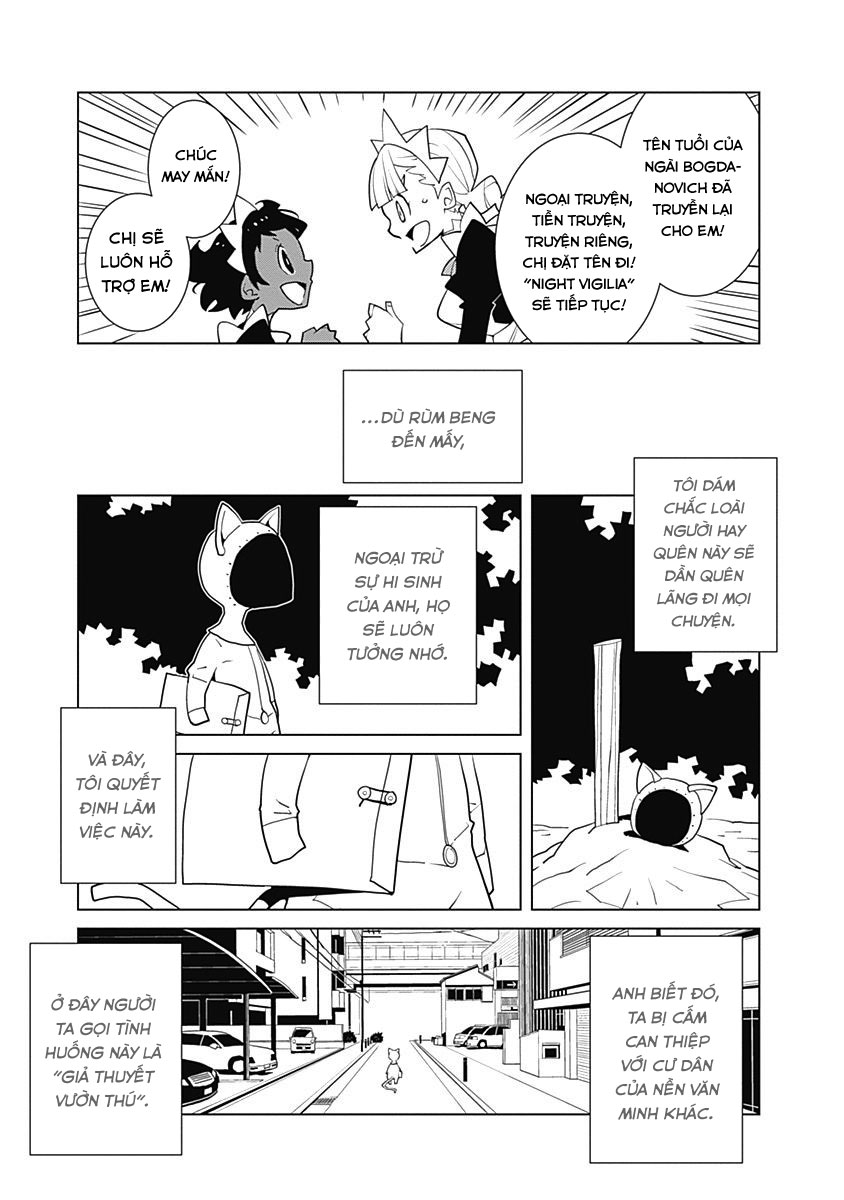 TÊN TUỔI CỦA
NGÀI BOGDA-
NOVICH ĐÃ
TRUYỀN LẠI
CHO EM!
NGOẠI TRUYỆN,
TIỀN TRUYỆN,
TRUYỆN RIÊNG,
CHỊ ĐẶT TÊN ĐI!
"NIGHT VIGILIA"
SẼ TIẾP TỤC!
CHÚC
MAY MẮN!
CHỊ SẼ
LUÔN HỖ
TRỢ EM!
...DÙ RÙM BENG
ĐẾN MẤY,
TÔI DÁM
CHẮC LOÀI
NGƯỜI HAY
QUÊN NÀY SẼ
DẦN QUÊN
LÃNG ĐI MỌI
CHUYỆN.
NGOẠI TRỪ
SỰ HI SINH
CỦA ANH, HỌ
SẼ LUÔN
TƯỞNG NHỚ.
VÀ ĐÂY,
TÔI QUYẾT
ĐỊNH LÀM
VIỆC NÀY.
ANH BIẾT ĐÓ,
TA BỊ CẤM
CAN THIỆP
VỚI CƯ DÂN
CỦA NỀN VĂN
MINH KHÁC.
Ở ĐÂY NGƯỜI
TA GỌI TÌNH
HUỐNG NÀY LÀ
"GIẢ THUYẾT
VƯỜN THÚ".